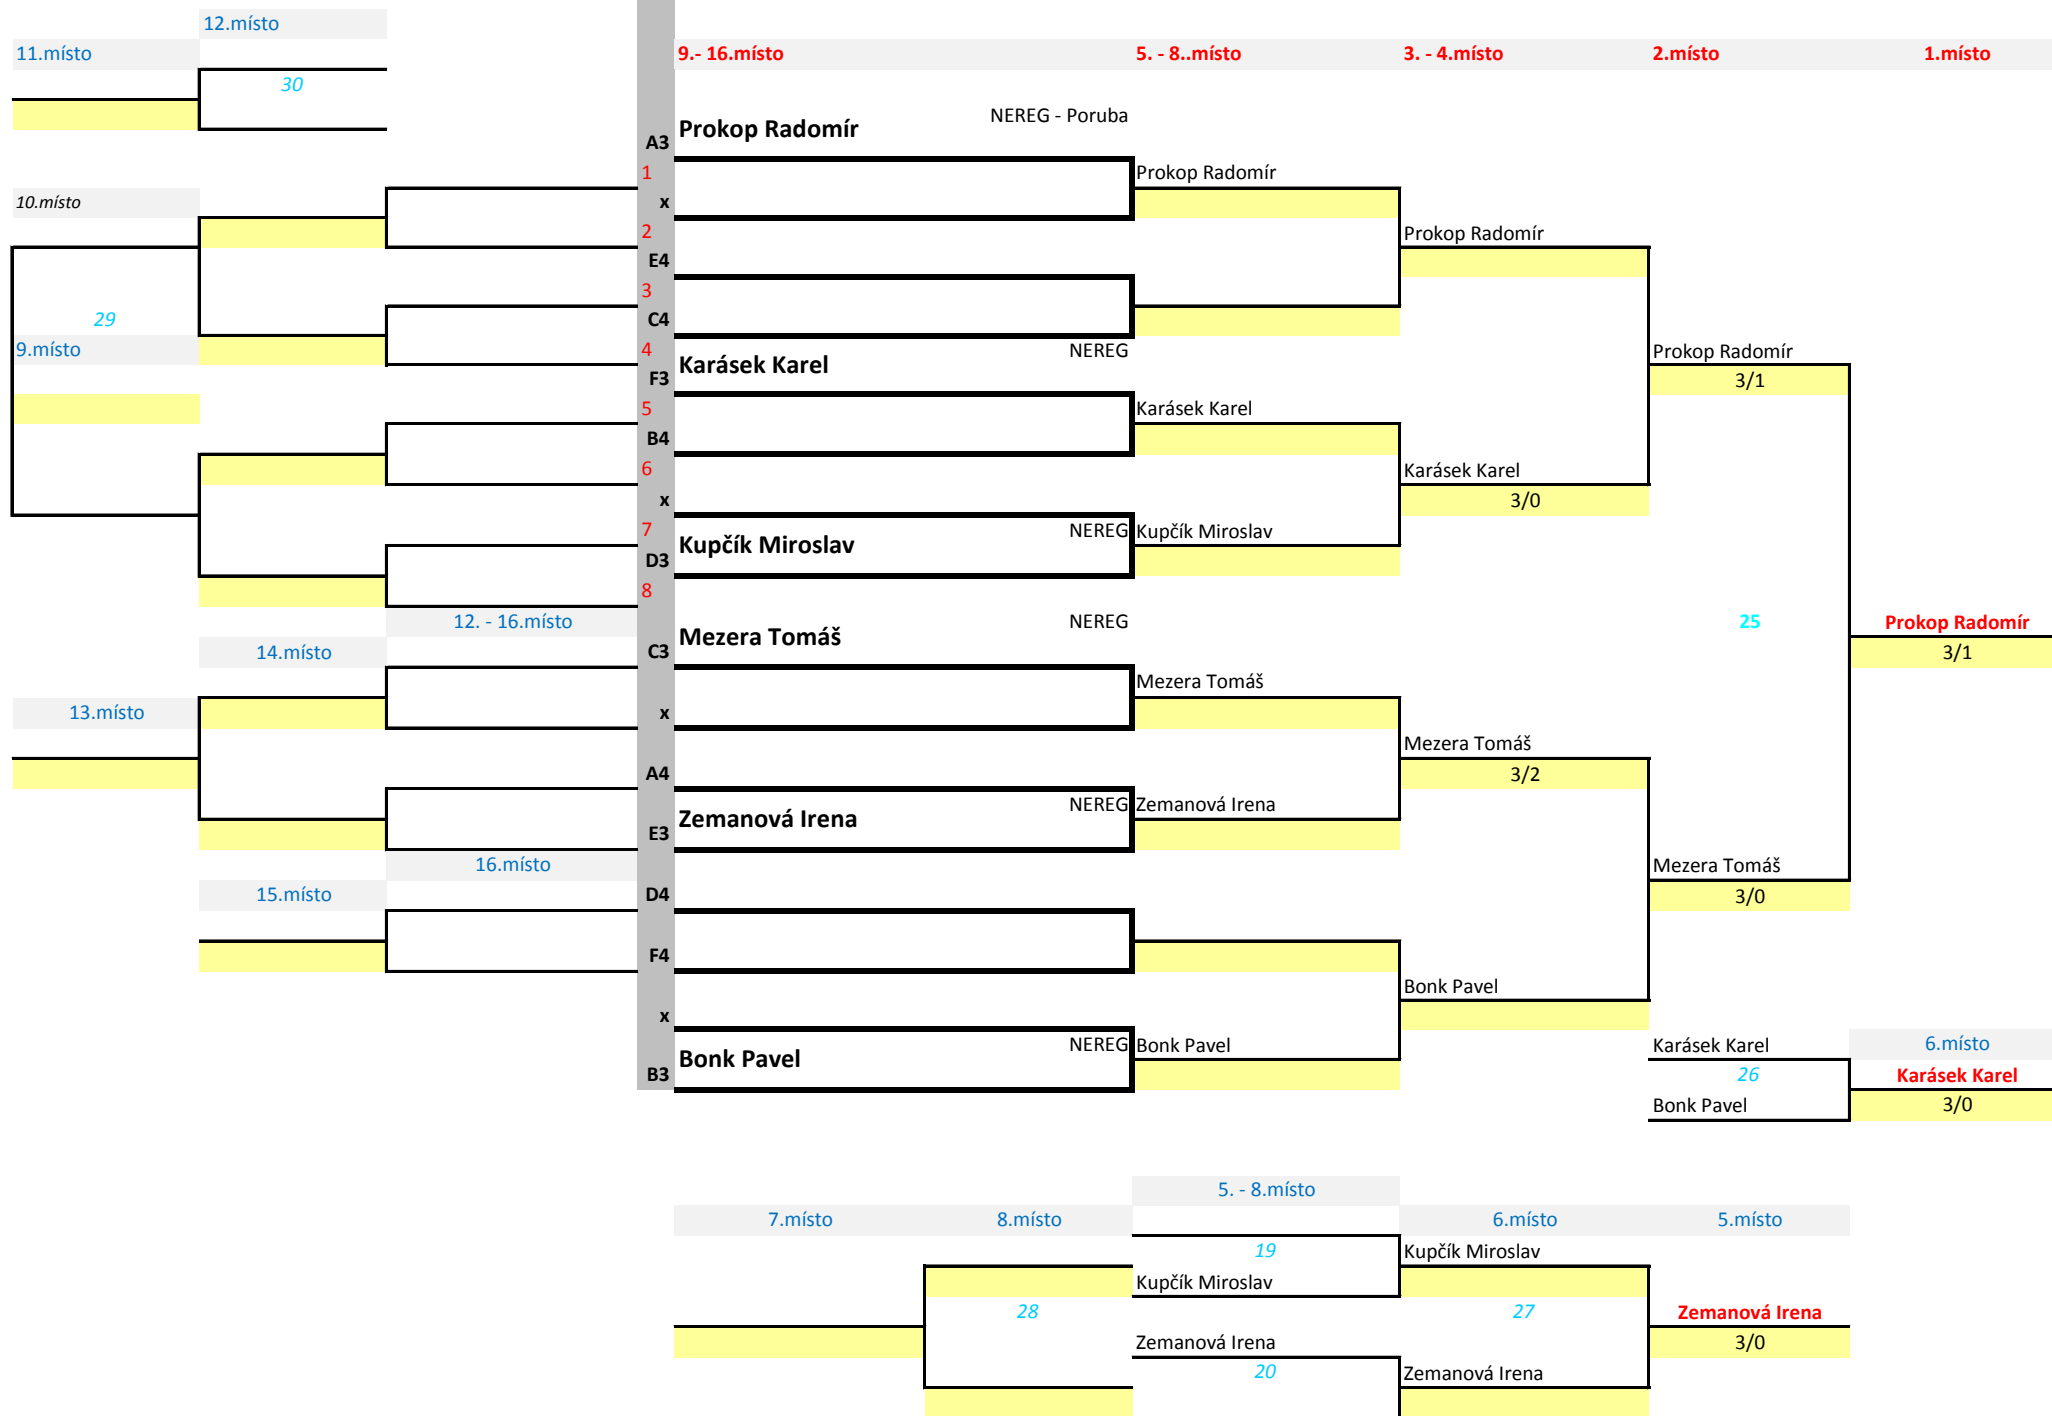 12.místo
11.místo
9.- 16.místo 5. - 8..místo 3. - 4.místo 2.místo 1.místo
30
NEREG - Poruba
Prokop Radomír
A3
1 Prokop Radomír
10.místo x
2 Prokop Radomír
E4
3
29 C4
9.místo 4 NEREG Prokop Radomír
Karásek Karel
F3 3/1
5 Karásek Karel
B4
6 Karásek Karel
x 3/0
7 NEREG Kupčík Miroslav
Kupčík Miroslav
D3
8
12. - 16.místo NEREG 25 Prokop Radomír
Mezera Tomáš
14.místo C3 3/1
Mezera Tomáš
13.místo x
Mezera Tomáš
A4 3/2
NEREG Zemanová Irena
Zemanová Irena
E3
16.místo Mezera Tomáš
15.místo D4 3/0
F4
Bonk Pavel
x
NEREG Bonk Pavel Karásek Karel 6.místo
Bonk Pavel
B3 26 Karásek Karel
Bonk Pavel 3/0
5. - 8.místo
7.místo 8.místo 6.místo 5.místo
19 Kupčík Miroslav
Kupčík Miroslav
28 27 Zemanová Irena
Zemanová Irena 3/0
20 Zemanová Irena